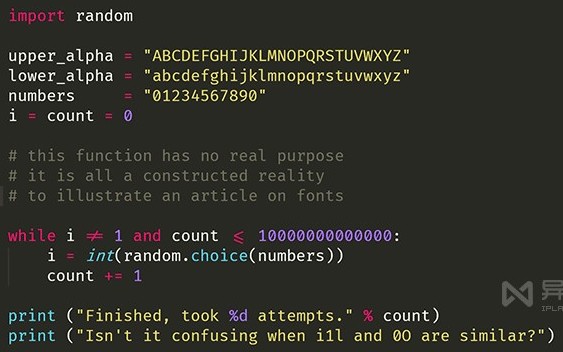 import random

upper_alpha = "ABCDEFGHIJKLMNOPQRSTUVWXYZ"
lower_alpha = "abcdefghijklmnopqrstuvwxyz"
numbers     = "01234567890"
i = count = 0

# this function has no real purpose
# it is all a constructed reality
# to illustrate an article on fonts

while i ≠ 1 and count ⩽ 10000000000000:
    i = int(random.choice(numbers))
    count += 1

print ("Finished, took %d attempts." % count)
print ("Isn't it confusing when i1l and 0O are similar?")
异
IPLA